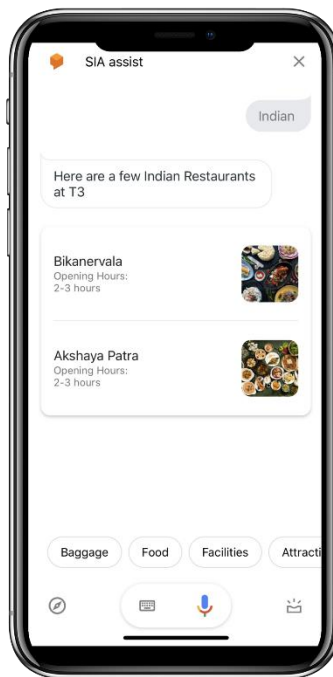 SIA assist
Indian
Here are a few Indian Restaurants
at T3
Bikanervala
Opening Hours:
2-3 hours
Akshaya Patra
Opening Hours:
2-3 hours
Baggage
Food
Facilities
Attracti